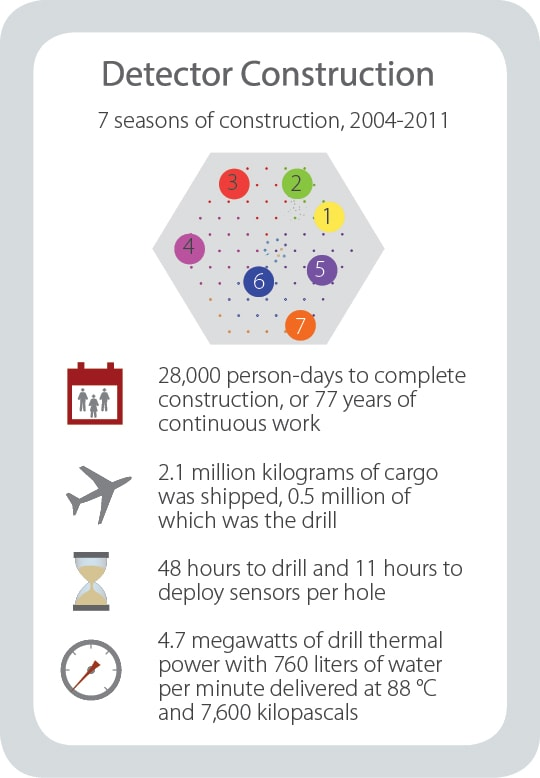 Detector Construction
7 seasons of construction, 2004-2011
3
2
1
4
5
6
7
28,000 person-days to complete
construction, or 77 years of
continuous work
2.1 million kilograms of cargo
was shipped, 0.5 million of
which was the drill
48 hours to drill and 11 hours to
deploy sensors per hole
4.7 megawatts of drill thermal
power with 760 liters of water
per minute delivered at 88 °C
and 7,600 kilopascals